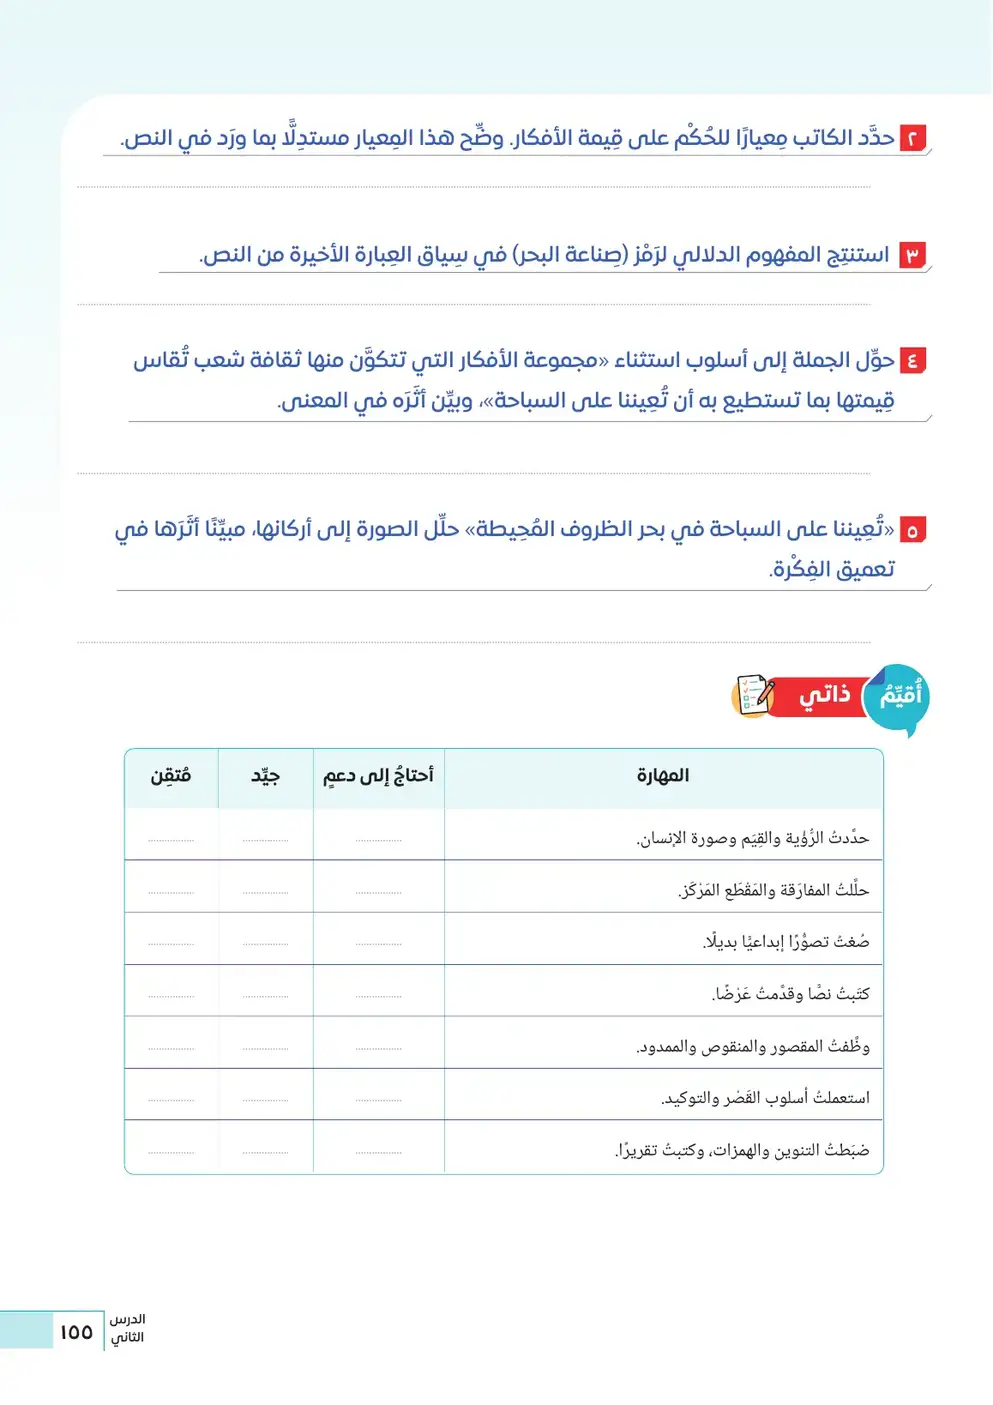 ٢ حدَّد الكاتب مِعيارًا للحُكْم على قِيمة الأفكار. وضِّح هذا المِعيار مستدِلًّا بما ورَد في النص.
٣ استنتِج المفهوم الدلالي لرَمْز (صِناعة البحر) في سِياق العِبارة الأخيرة من النص.
٤ حوِّل الجملة إلى أسلوب استثناء «مجموعة الأفكار التي تتكوَّن منها ثقافة شعب تُقاس
قِيمتها بما تستطيع به أن تُعِيننا على السباحة»، وبيِّن أثَرَه في المعنى.
٥ «تُعِيننا على السباحة في بحر الظروف المُحِيطة» حلِّل الصورة إلى أركانها، مبيِّنًا أثَرَها في
تعميق الفِكْرة.
أُقيِّمُ ذاتي
المهارة أحتاجُ إلى دعمٍ جيِّد مُتقِن
حدَّدتُ الرُّؤْية والقِيَم وصورة الإنسان.
حلَّلتُ المفارَقة والمَقْطَع المَرْكَز.
صُغتُ تصوُّرًا إبداعيًّا بديلًا.
كتَبتُ نصًّا وقدَّمتُ عَرْضًا.
وظَّفتُ المقصور والمنقوص والممدود.
استعملتُ أسلوب القَصْر والتوكيد.
ضبَطتُ التنوين والهمزات، وكتبتُ تقريرًا.
الدرس
الثاني
١٥٥